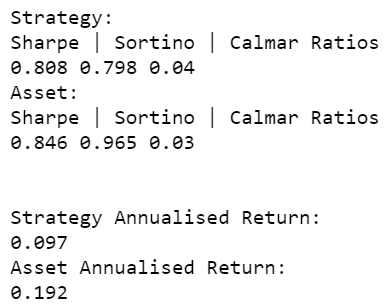 Strategy:
Sharpe | Sortino | Calmar Ratios
0.808 0.798 0.04
Asset:
Sharpe | Sortino | Calmar Ratios
0.846 0.965 0.03
Strategy Annualised Return:
0.097
Asset Annualised Return:
0.192